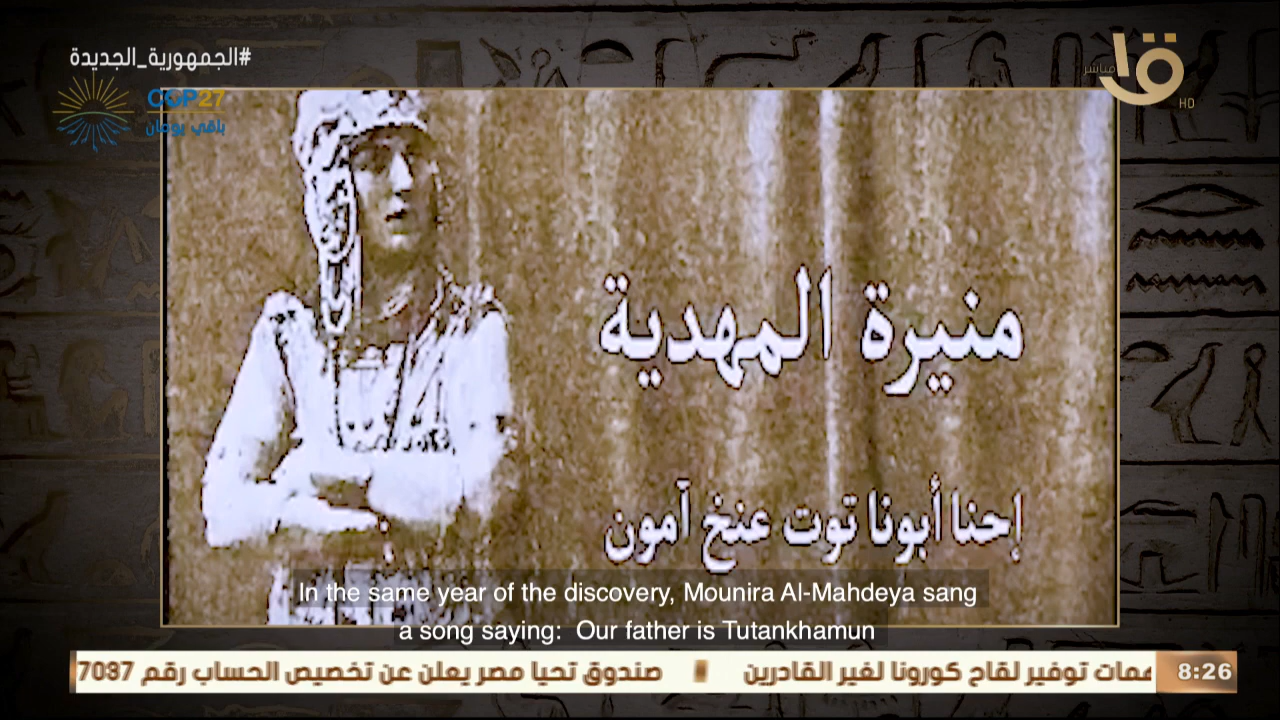 #الجمهورية_الجديدة
COP27
باقي يومان
مباشر
HD
منيرة المهدية
إحنا أبونا توت عنخ آمون
In the same year of the discovery, Mounira Al-Mahdeya sang
a song saying: Our father is Tutankhamun
همات توفير لقاح كورونا لغير القادرين
صندوق تحيا مصر يعلن عن تخصيص الحساب رقم 7037
8:26